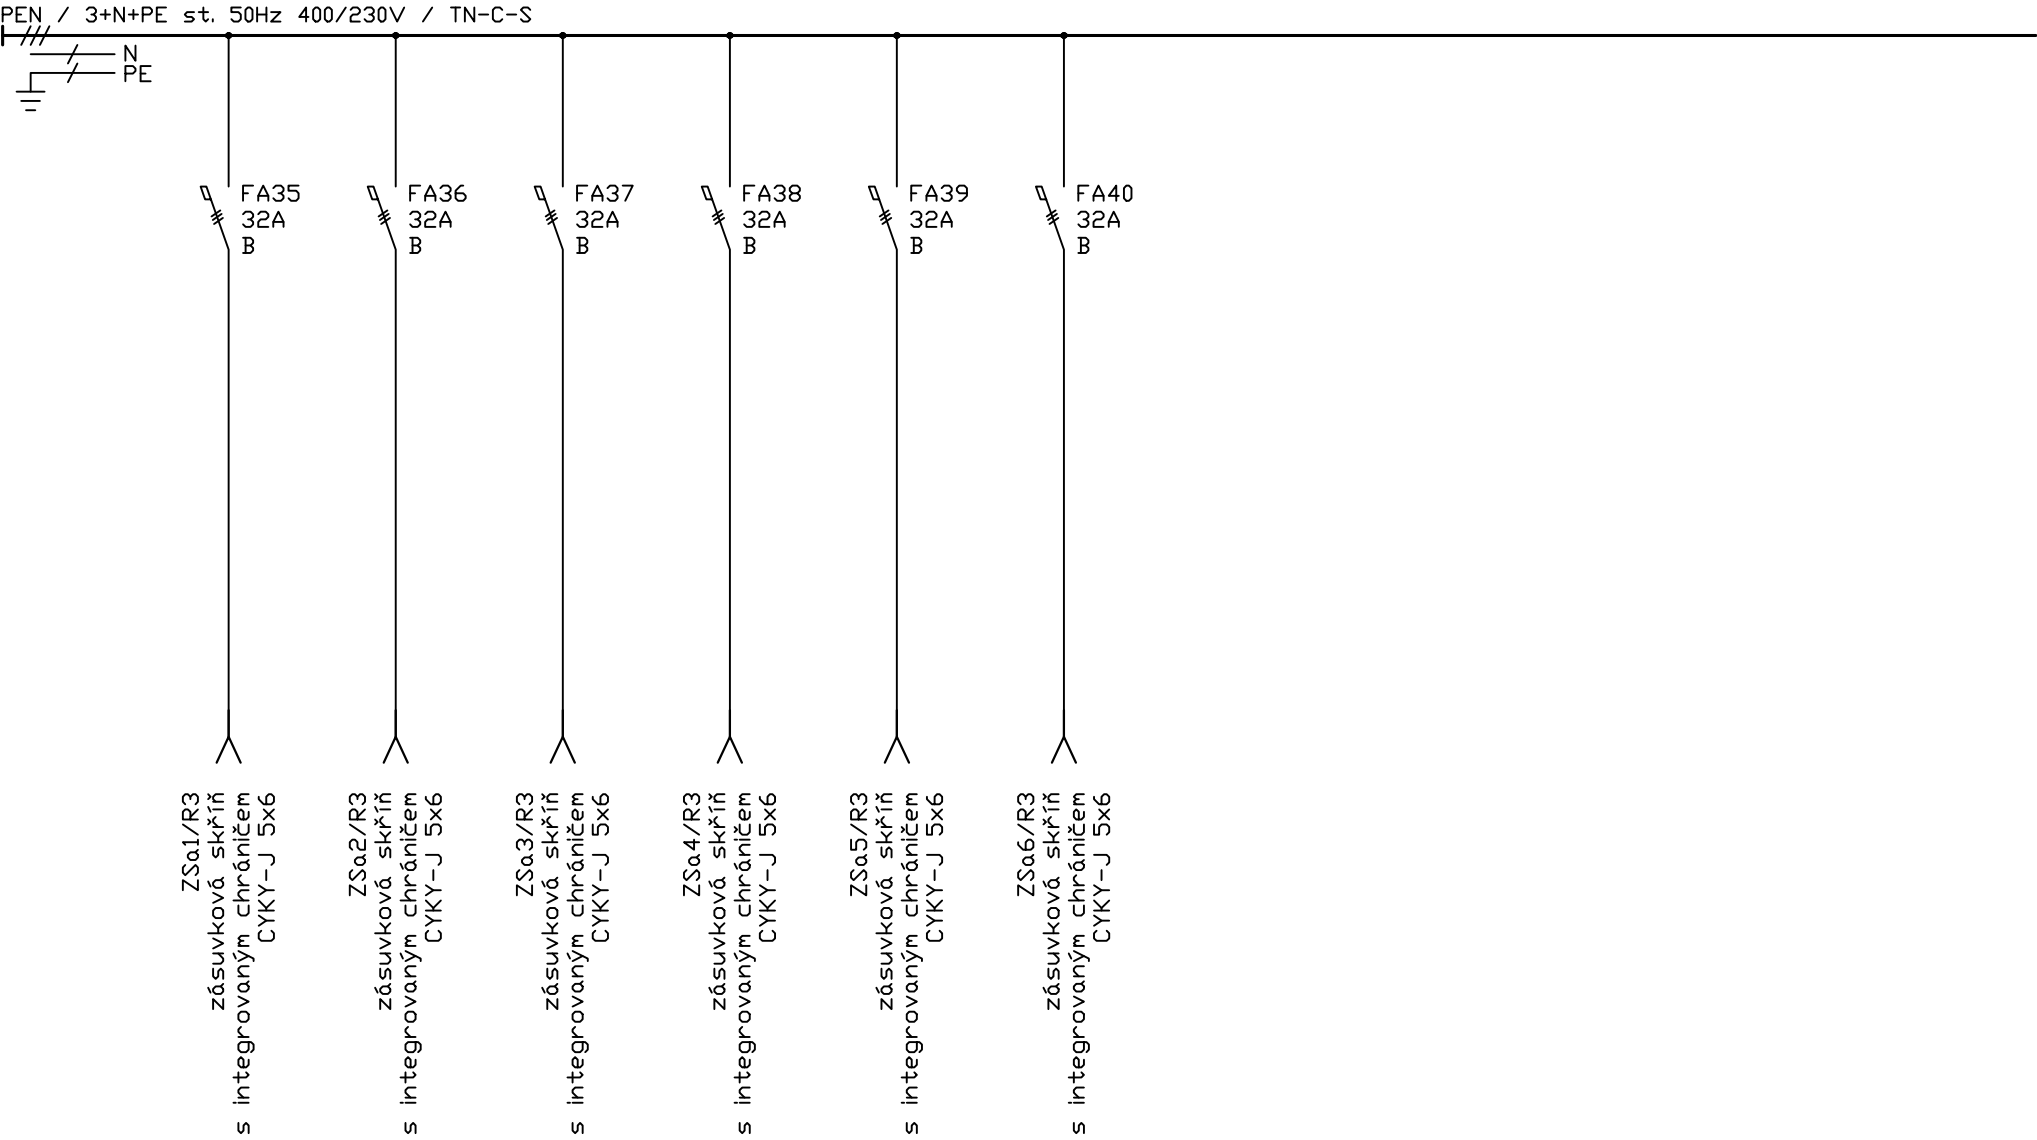 PEN / 3+N+PE st. 50Hz 400/230V / TN-C-S
N
PE
FA35
32A
B
FA36
32A
B
FA37
32A
B
FA38
32A
B
FA39
32A
B
FA40
32A
B
ZSa1/R3
zásuvková skříň
s integrovaným chráničem
CYKY-J 5x6
ZSa2/R3
zásuvková skříň
s integrovaným chráničem
CYKY-J 5x6
ZSa3/R3
zásuvková skříň
s integrovaným chráničem
CYKY-J 5x6
ZSa4/R3
zásuvková skříň
s integrovaným chráničem
CYKY-J 5x6
ZSa5/R3
zásuvková skříň
s integrovaným chráničem
CYKY-J 5x6
ZSa6/R3
zásuvková skříň
s integrovaným chráničem
CYKY-J 5x6